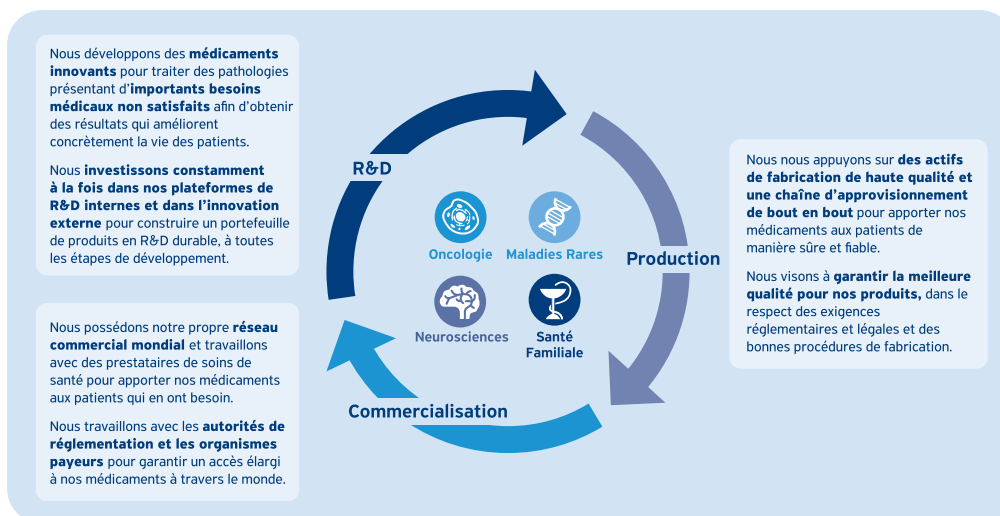 Nous développons des médicaments
innovants pour traiter des pathologies
présentant d’importants besoins
médicaux non satisfaits afin d’obtenir
des résultats qui améliorent
concrètement la vie des patients.
Nous investissons constamment
à la fois dans nos plateformes de
R&D internes et dans l’innovation
externe pour construire un portefeuille
de produits en R&D durable, à toutes
les étapes de développement.
Nous possédons notre propre réseau
commercial mondial et travaillons
avec des prestataires de soins de
santé pour apporter nos médicaments
aux patients qui en ont besoin.
Nous travaillons avec les autorités de
réglementation et les organismes
payeurs pour garantir un accès élargi
à nos médicaments à travers le monde.
R&D
Oncologie
Maladies Rares
Neurosciences
Santé
Familiale
Production
Commercialisation
Nous nous appuyons sur des actifs
de fabrication de haute qualité et
une chaîne d’approvisionnement
de bout en bout pour apporter nos
médicaments aux patients de
manière sûre et fiable.
Nous visons à garantir la meilleure
qualité pour nos produits, dans le
respect des exigences
réglementaires et légales et des
bonnes procédures de fabrication.